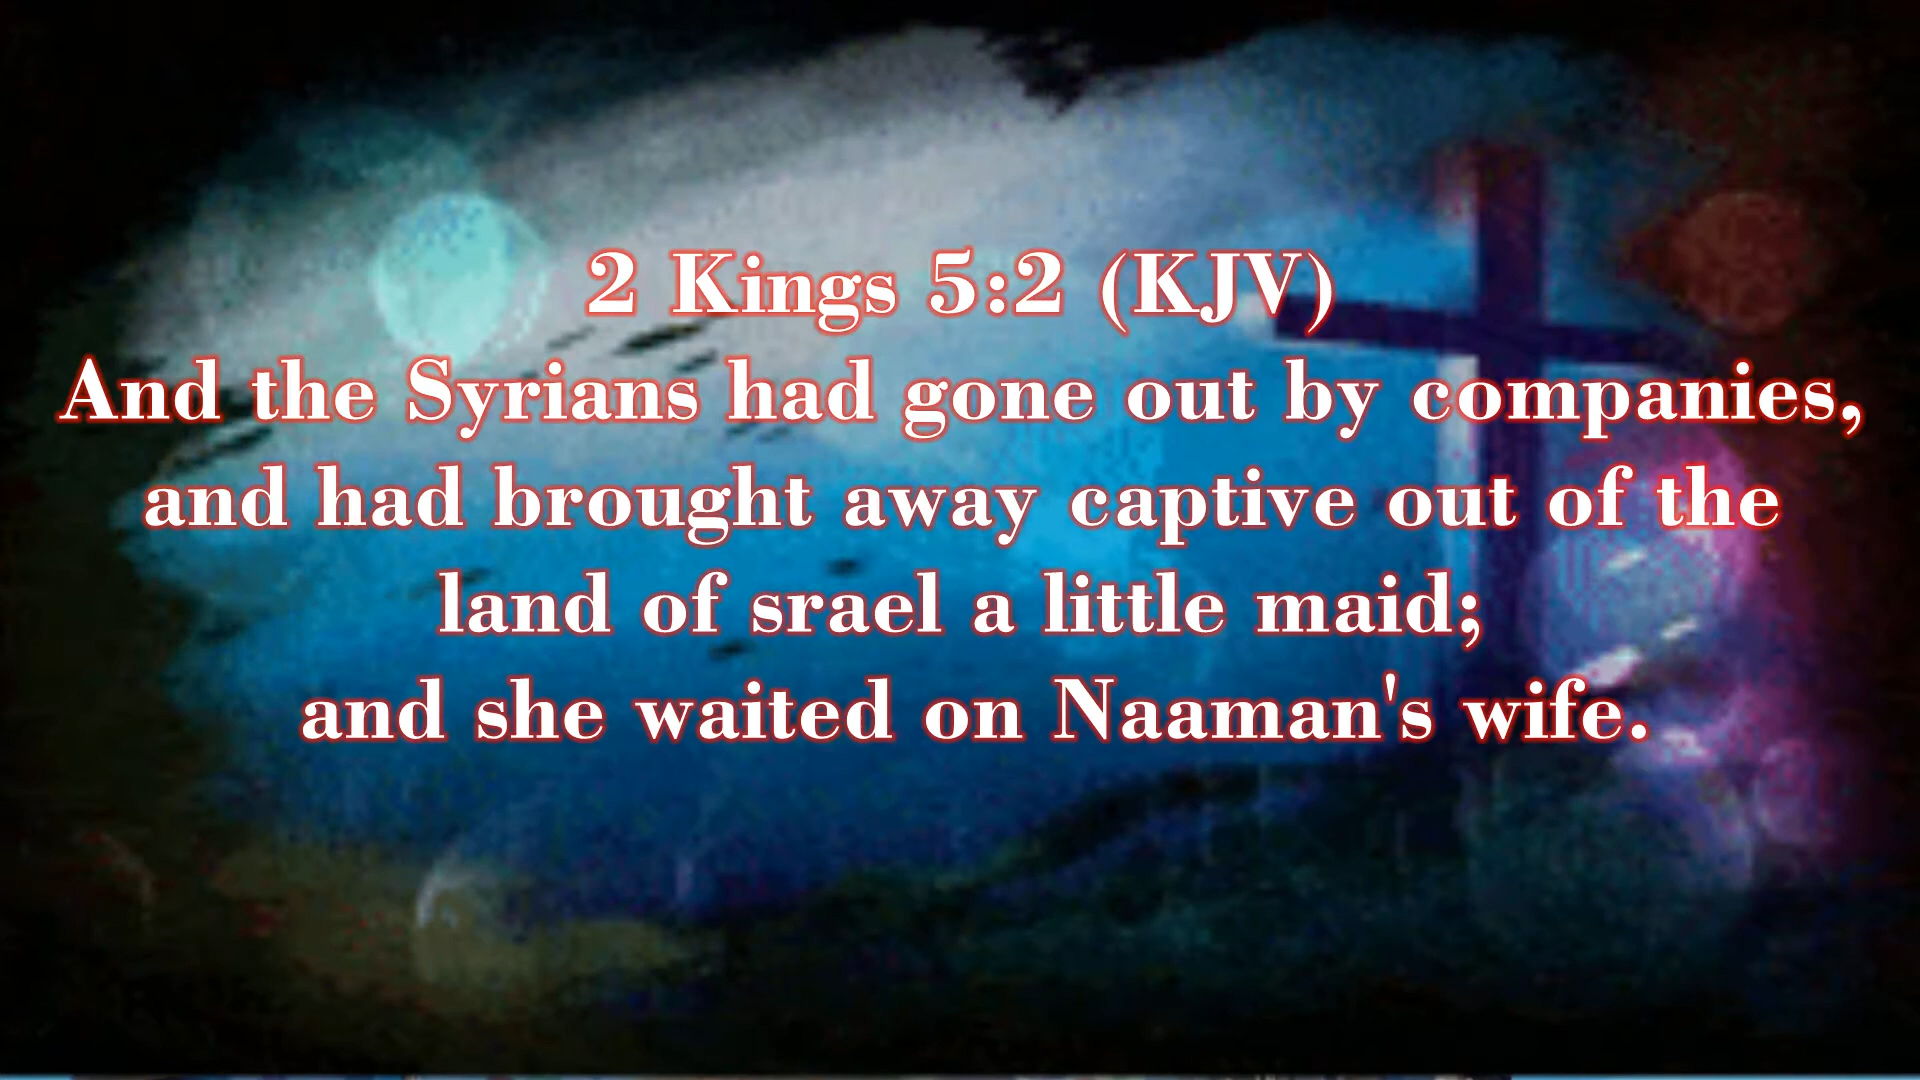 2 Kings 5:2 (KJV)
And the Syrians had gone out by companies,
and had brought away captive out of the
land of srael a little maid;
and she waited on Naaman's wife.